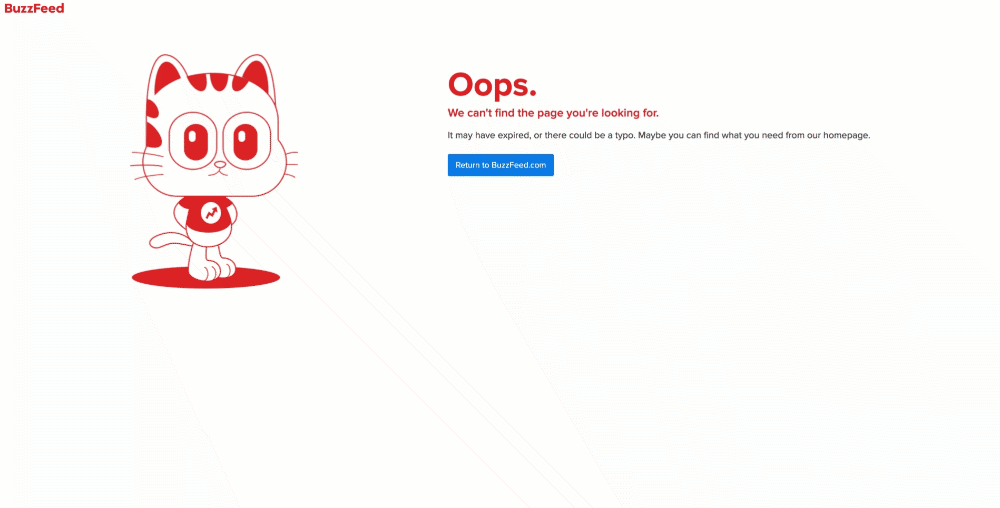 BuzzFeed
Oops.
We can't find the page you're looking for.
It may have expired, or there could be a typo. Maybe you can find what you need from our homepage.
Return to BuzzFeed.com